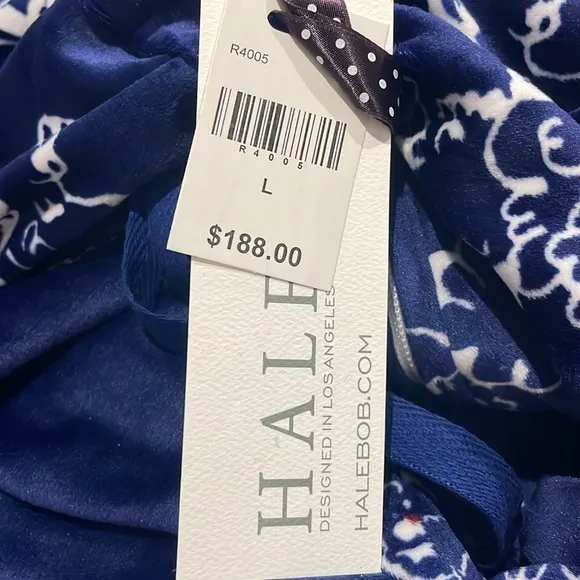 R4005
R4005
L
$188.00
HALE
DESIGNED IN LOS ANGELES
HALEBOB.COM